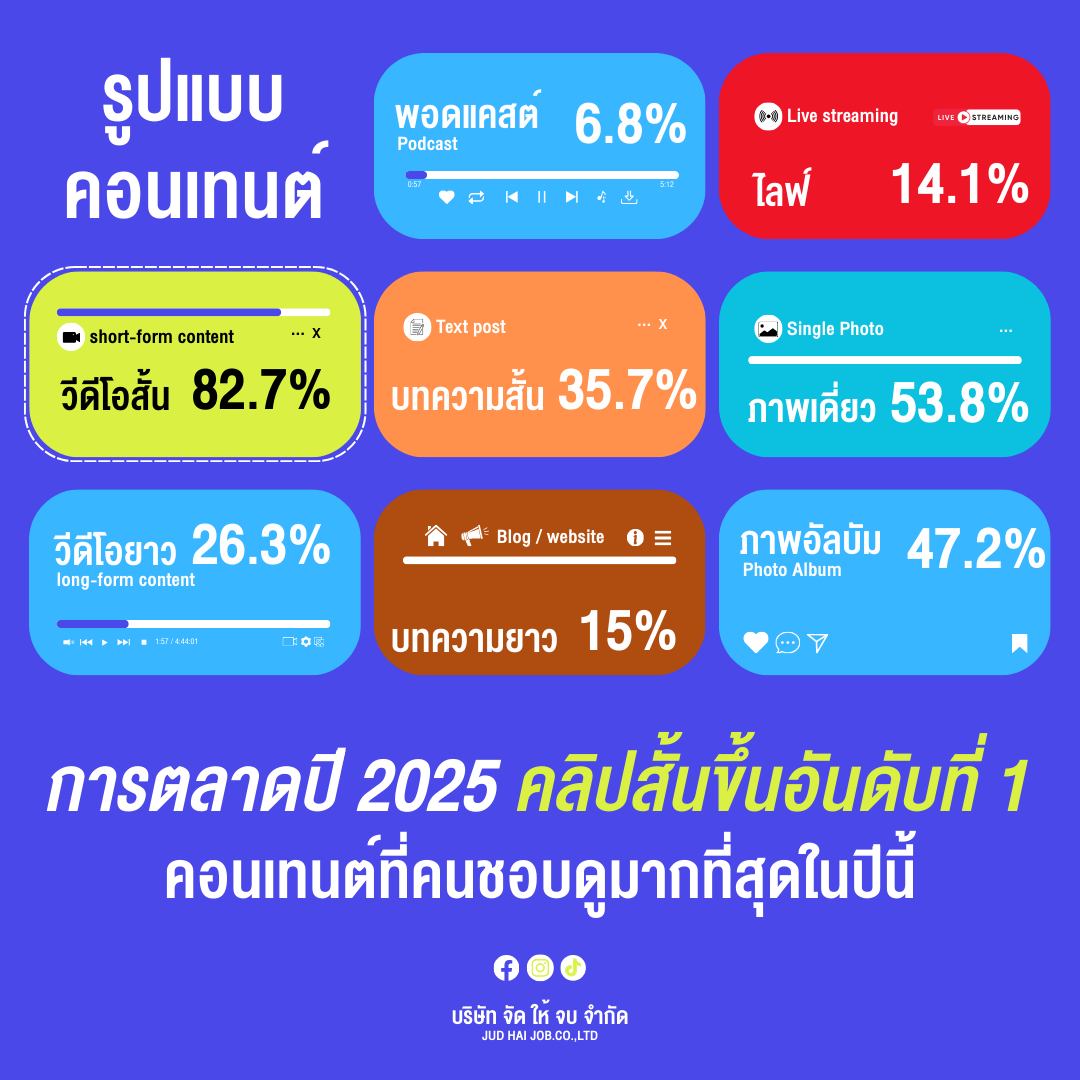 รูปแบบ
คอนเทนต์
พอดแคสต์ 6.8%
Podcast
0:57 5:12
Live streaming LIVE STREAMING
ไลฟ์ 14.1%
short-form content ... X
วีดีโอสั้น 82.7%
Text post ... X
บทความสั้น 35.7%
Single Photo ...
ภาพเดี่ยว 53.8%
วีดีโอยาว 26.3%
long-form content
1:57 / 4:44:01
Blog / website
บทความยาว 15%
ภาพอัลบัม 47.2%
Photo Album
การตลาดปี 2025 คลิปสั้นขึ้นอันดับที่ 1
คอนเทนต์ที่คนชอบดูมากที่สุดในปีนี้
บริษัท จัด ให้ จบ จำกัด
JUD HAI JOB.CO.,LTD